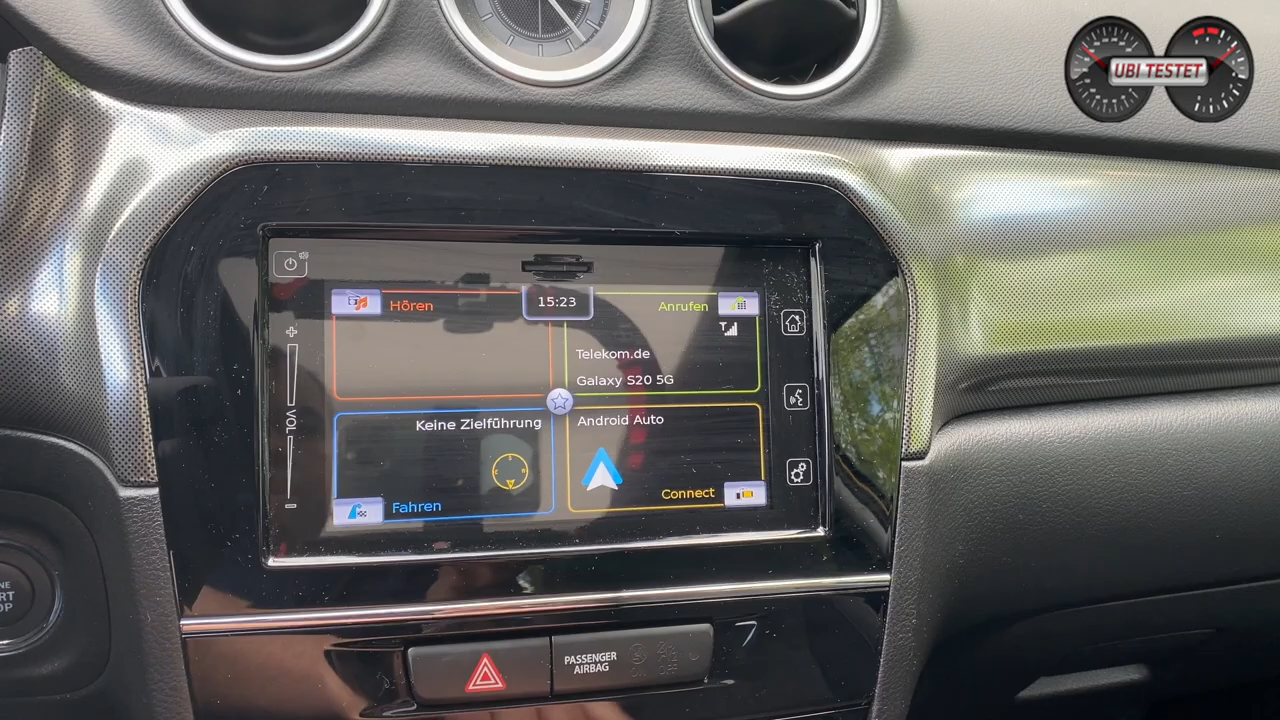 UBI TESTET
Hören
15:23
Anrufen
Telekom.de
Galaxy S20 5G
VOL
Keine Zielführung
Android Auto
Fahren
Connect
PASSENGER
AIRBAG